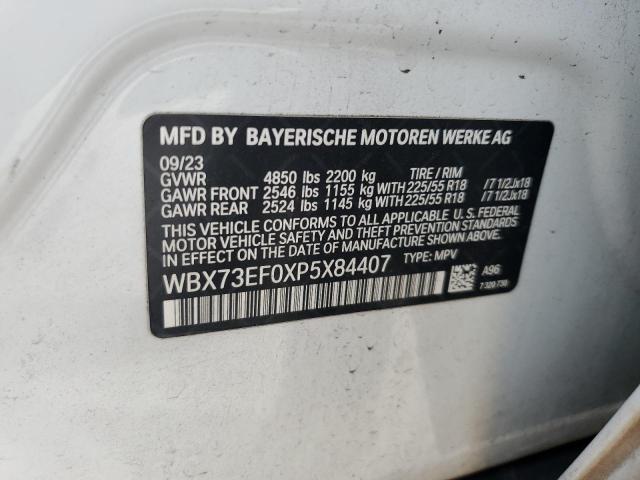 MFD BY BAYERISCHE MOTOREN WERKE AG
09/23
GVWR 4850 lbs 2200 kg TIRE / RIM
GAWR FRONT 2546 lbs 1155 kg WITH 225/55 R18 /7 1/2Jx18
GAWR REAR 2524 lbs 1145 kg WITH 225/55 R18 /7 1/2Jx18
THIS VEHICLE CONFORMS TO ALL APPLICABLE U.S. FEDERAL
MOTOR VEHICLE SAFETY AND THEFT PREVENTION STANDARDS
IN EFFECT ON THE DATE OF MANUFACTURE SHOWN ABOVE.
WBX73EF0XP5X84407 TYPE: MPV
A96
7 320 738